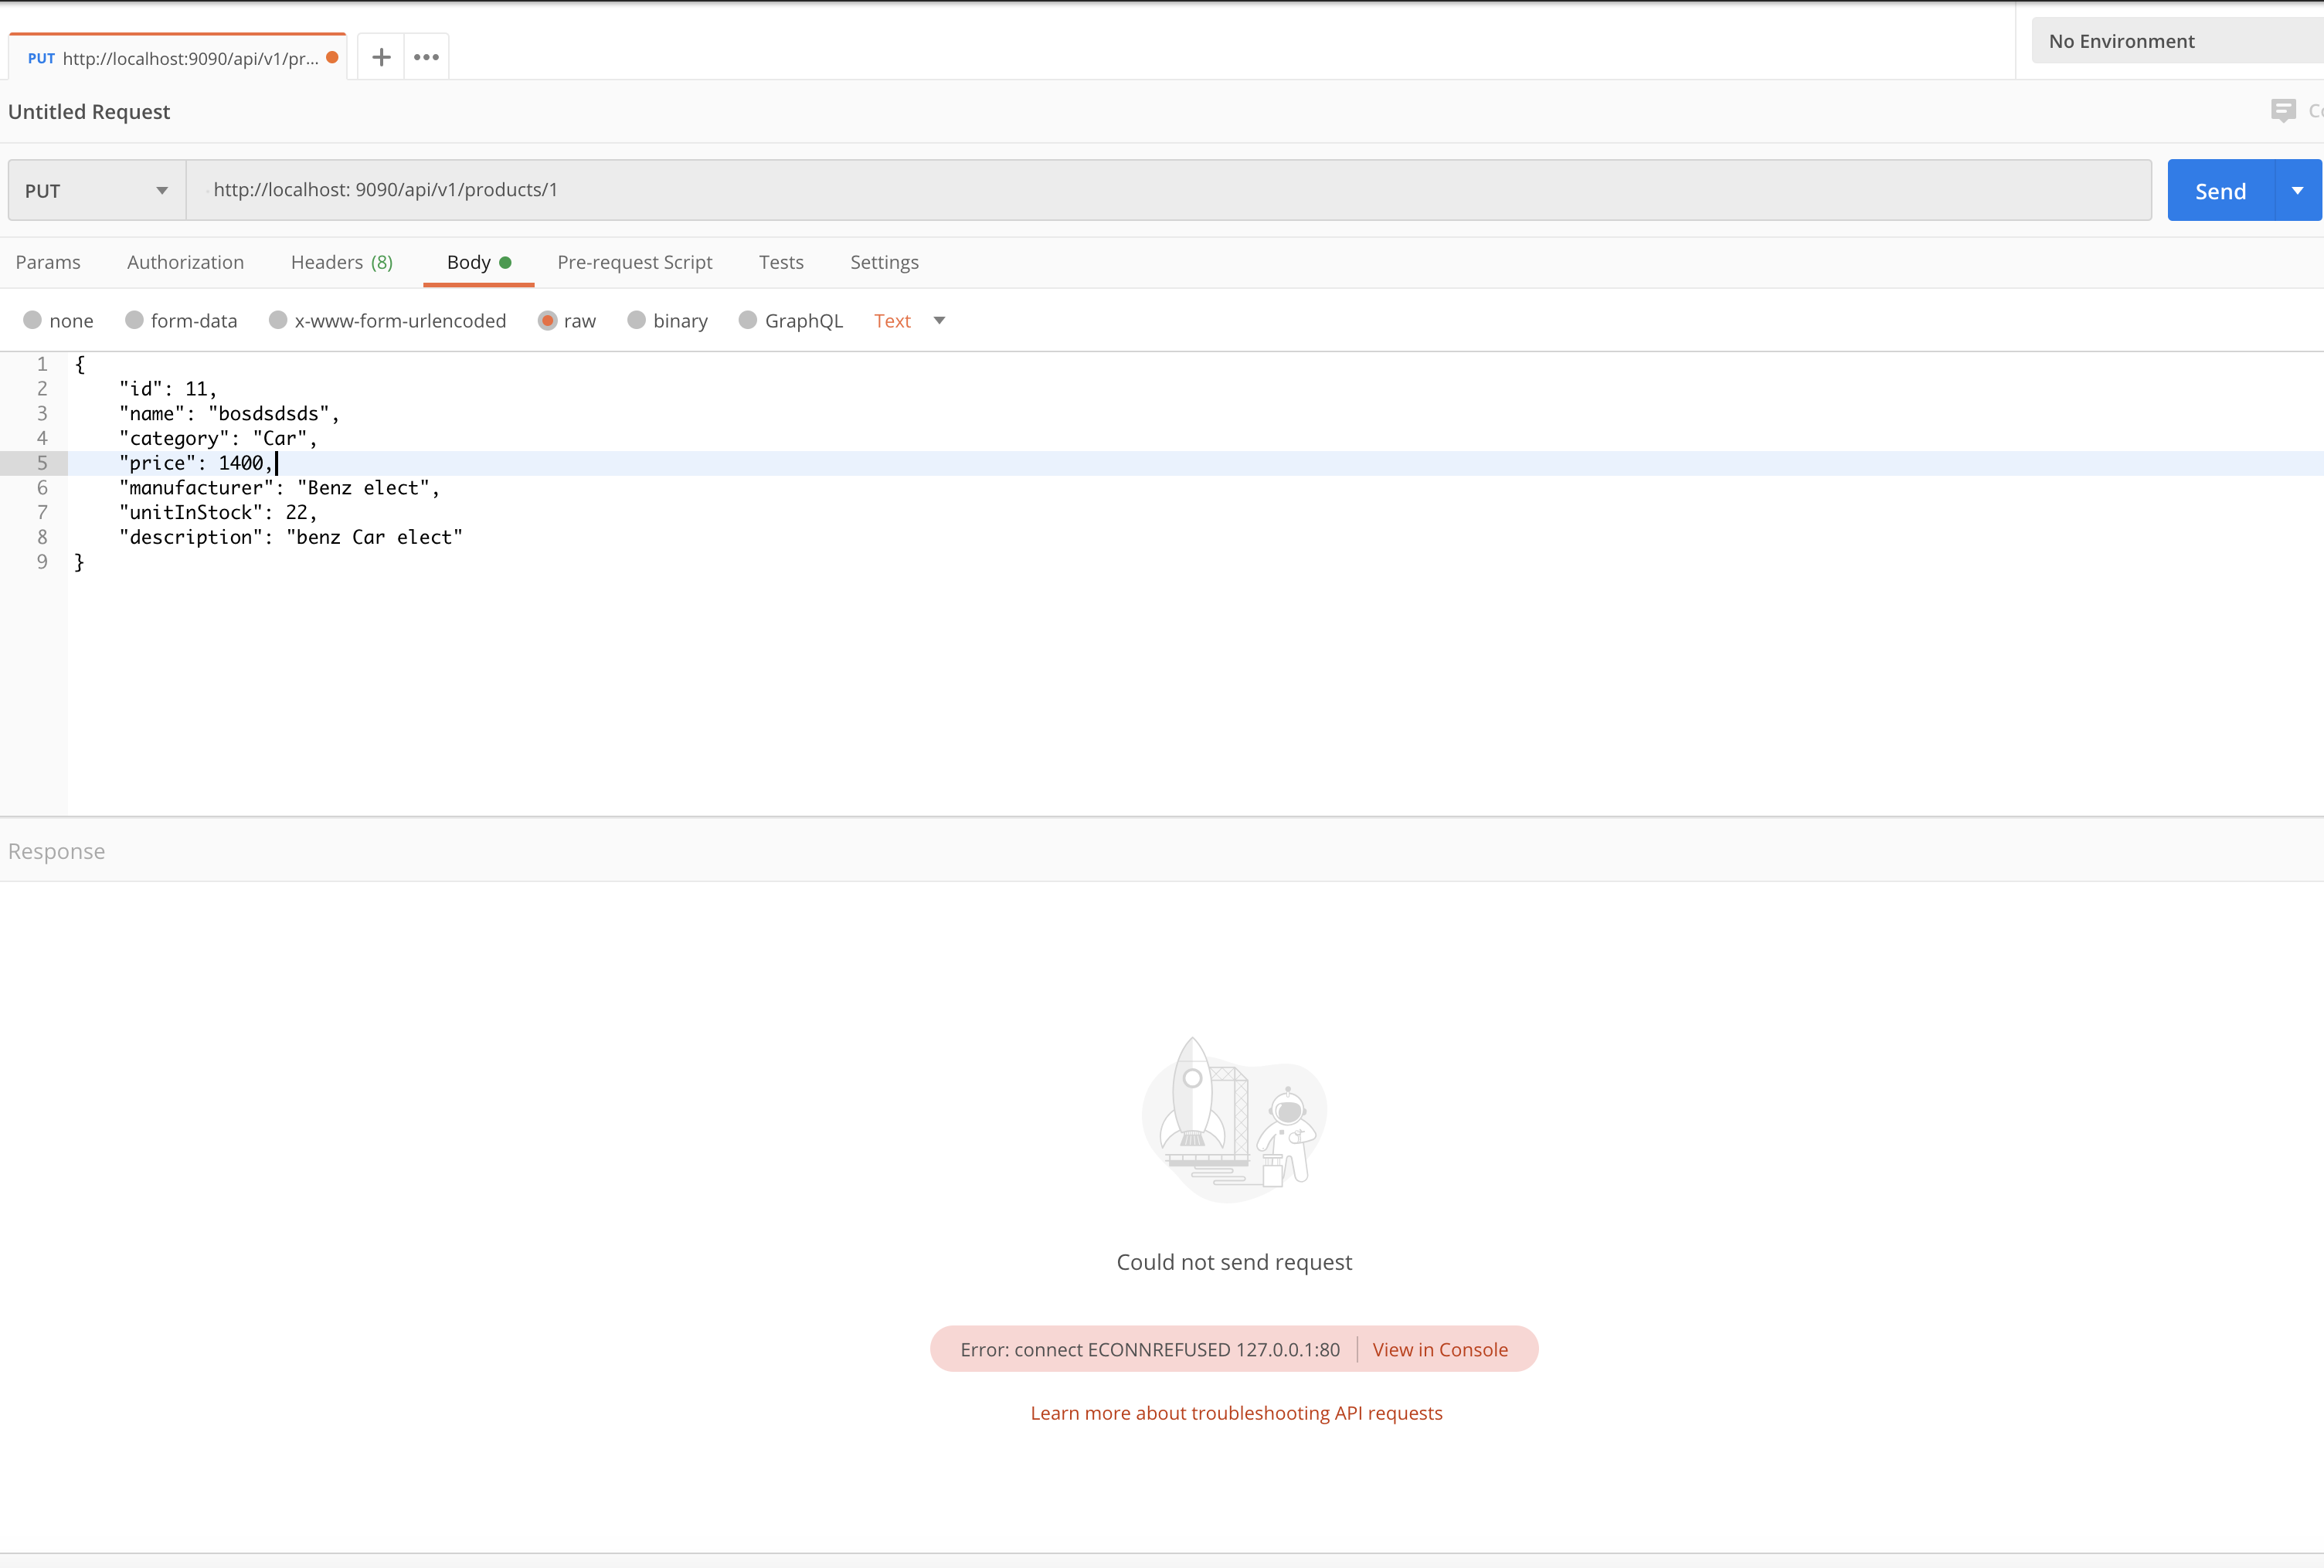 PUT http://localhost:9090/api/v1/pr...
No Environment
Untitled Request
PUT http://localhost: 9090/api/v1/products/1 Send
Params Authorization Headers (8) Body Pre-request Script Tests Settings
none form-data x-www-form-urlencoded raw binary GraphQL Text
1 {
2 "id": 11,
3 "name": "bosdsdsds",
4 "category": "Car",
5 "price": 1400,
6 "manufacturer": "Benz elect",
7 "unitInStock": 22,
8 "description": "benz Car elect"
9 }
Response
Could not send request
Error: connect ECONNREFUSED 127.0.0.1:80 View in Console
Learn more about troubleshooting API requests